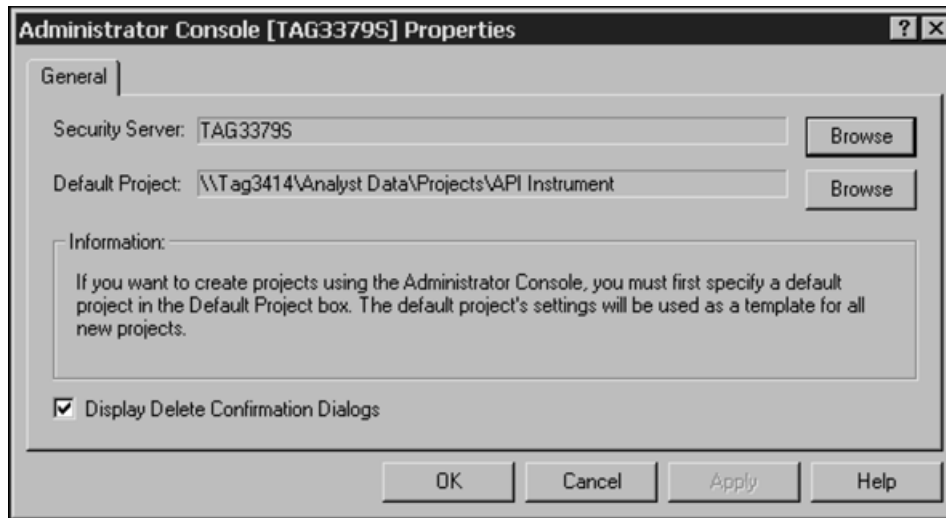 Administrator Console [TAG3379S] Properties
General
Security Server: TAG3379S Browse
Default Project: \\Tag3414\Analyst Data\Projects\API Instrument Browse
Information:
If you want to create projects using the Administrator Console, you must first specify a default
project in the Default Project box. The default project's settings will be used as a template for all
new projects.
Display Delete Confirmation Dialogs
OK Cancel Apply Help